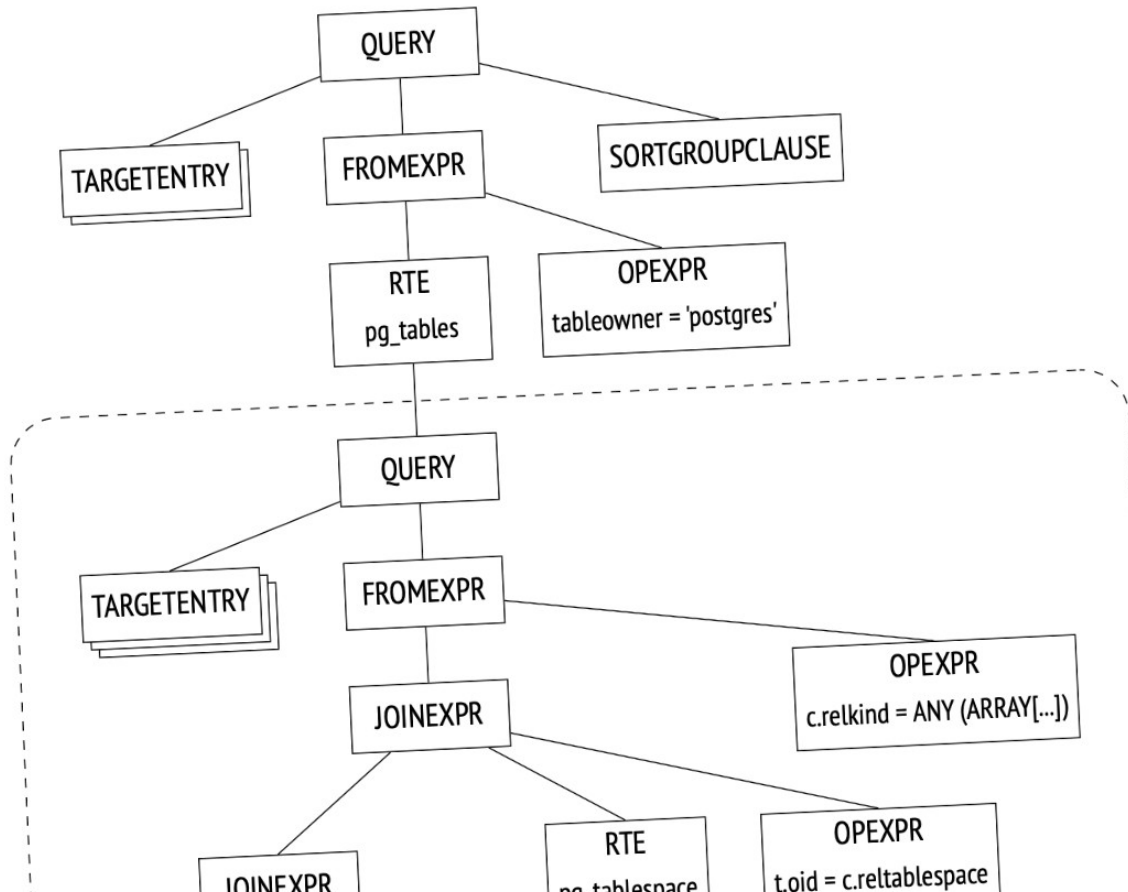 QUERY
TARGETENTRY
FROMEXPR
SORTGROUPCLAUSE
RTE
pg_tables
OPEXPR
tableowner = 'postgres'
QUERY
TARGETENTRY
FROMEXPR
OPEXPR
c.relkind = ANY (ARRAY[...])
JOINEXPR
JOINEXPR
RTE
pg_tablespace
OPEXPR
t.oid = c.reltablespace